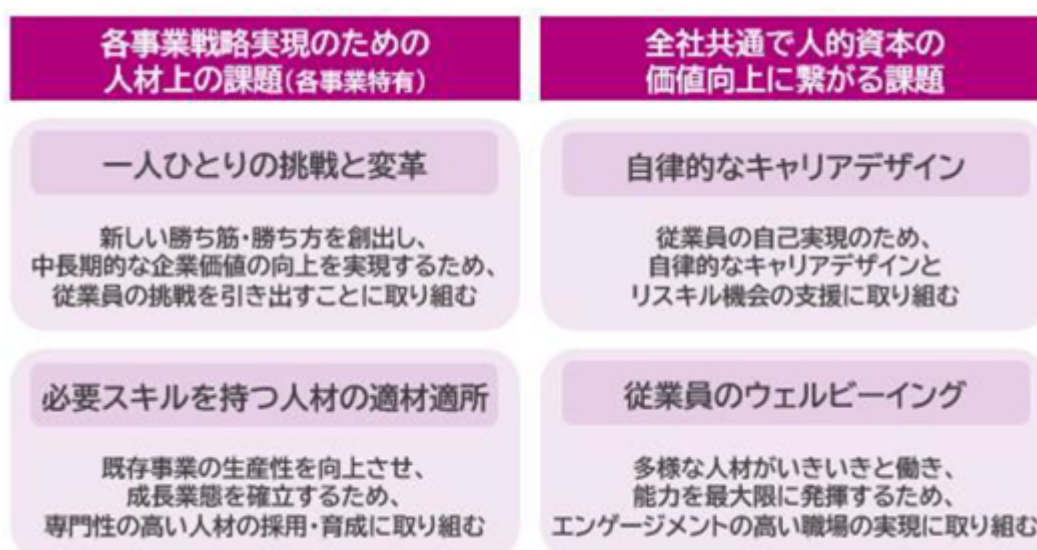 各事業戦略実現のための
人材上の課題(各事業特有)
一人ひとりの挑戦と変革
新しい勝ち筋・勝ち方を創出し、
中長期的な企業価値の向上を実現するため、
従業員の挑戦を引き出すことに取り組む
必要スキルを持つ人材の適材適所
既存事業の生産性を向上させ、
成長業態を確立するため、
専門性の高い人材の採用・育成に取り組む
全社共通で人的資本の
価値向上に繋がる課題
自律的なキャリアデザイン
従業員の自己実現のため、
自律的なキャリアデザインと
リスキル機会の支援に取り組む
従業員のウェルビーイング
多様な人材がいきいきと働き、
能力を最大限に発揮するため、
エンゲージメントの高い職場の実現に取り組む